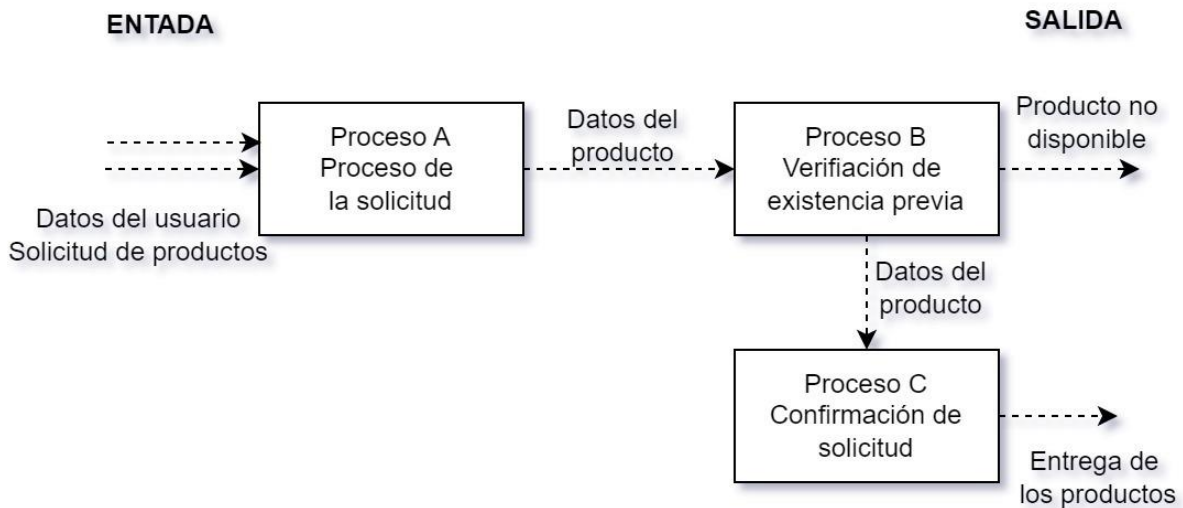 ENTADA
SALIDA
Proceso A
Proceso de
la solicitud
Datos del
producto
Proceso B
Verifiación de
existencia previa
Producto no
disponible
Datos del usuario
Solicitud de productos
Datos del
producto
Proceso C
Confirmación de
solicitud
Entrega de
los productos